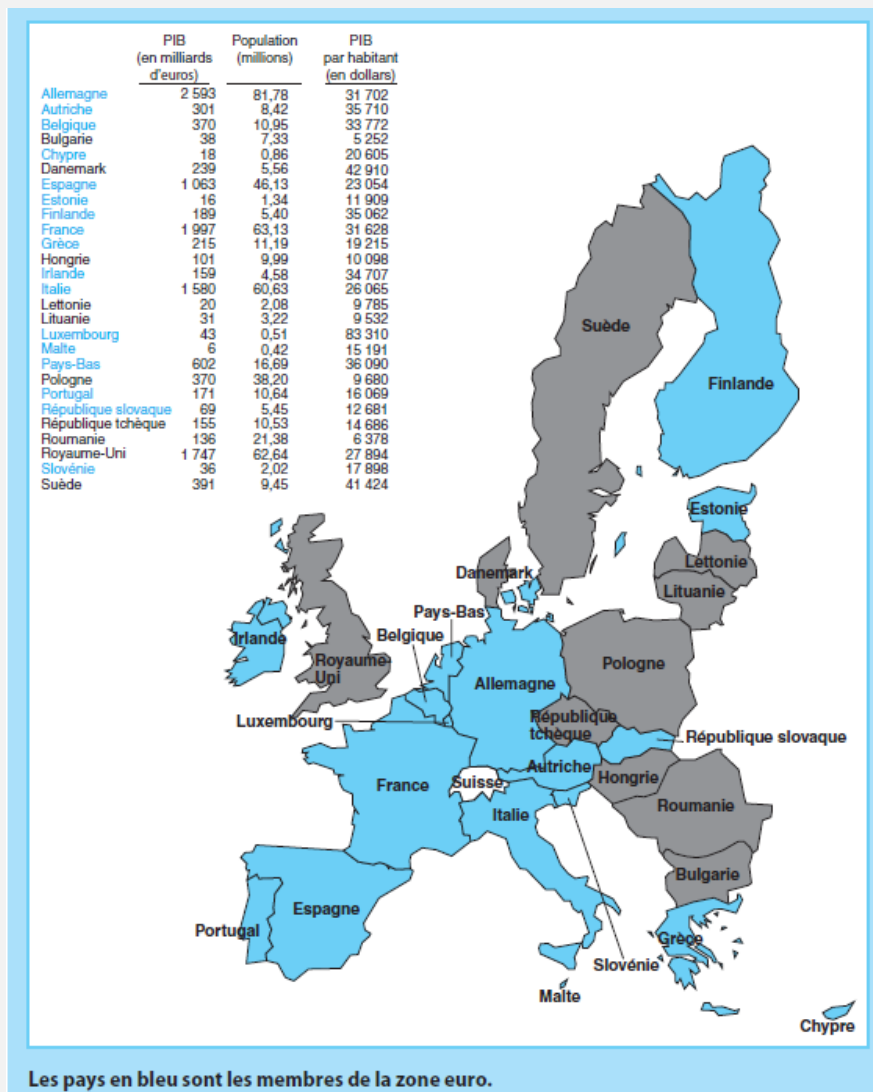 PIB Population PIB
(en milliards (millions) par habitant
d'euros) (en dollars)
Allemagne 2 593 81,78 31 702
Autriche 301 8,42 35 710
Belgique 370 10,95 33 772
Bulgarie 38 7,33 5 252
Chypre 18 0,86 20 605
Danemark 239 5,56 42 910
Espagne 1 063 46,13 23 054
Estonie 16 1,34 11 909
Finlande 189 5,40 35 062
France 1 997 63,13 31 628
Grèce 215 11,19 19 215
Hongrie 101 9,99 10 098
Irlande 159 4,58 34 707
Italie 1 580 60,63 26 065
Lettonie 20 2,08 9 785
Lituanie 31 3,22 9 532
Luxembourg 43 0,51 83 310
Malte 6 0,42 15 191
Pays-Bas 602 16,69 36 090
Pologne 370 38,20 9 680
Portugal 171 10,64 16 069
République slovaque 69 5,45 12 681
République tchèque 155 10,53 14 686
Roumanie 136 21,38 6 378
Royaume-Uni 1 747 62,64 27 894
Slovénie 36 2,02 17 898
Suède 391 9,45 41 424
Suède
Finlande
Estonie
Lettonie
Danemark
Lituanie
Pays-Bas
Irlande
Belgique
Royaume-
Uni
Pologne
Allemagne
Luxembourg
République
tchèque
République slovaque
Autriche
France
Suisse
Hongrie
Italie
Roumanie
Bulgarie
Espagne
Portugal
Grèce
Slovénie
Malte
Chypre
Les pays en bleu sont les membres de la zone euro.